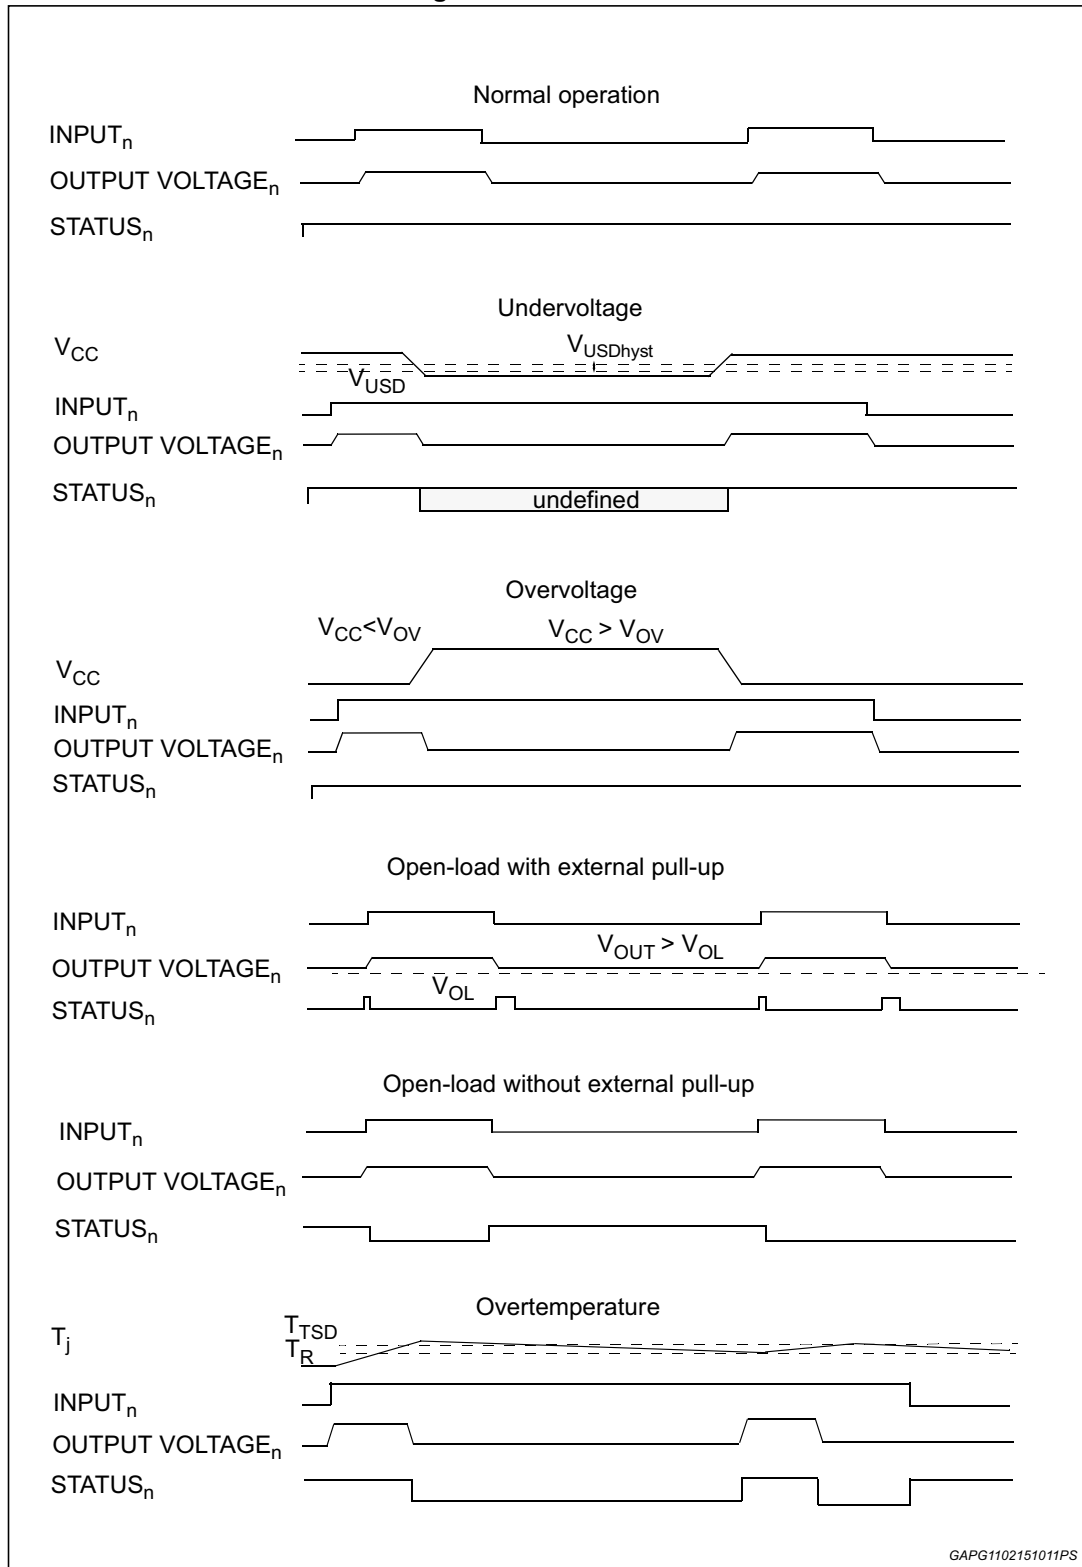 Normal operation
INPUTn
OUTPUT VOLTAGEn
STATUSn
Undervoltage
VCC
VUSDhyst
VUSD
INPUTn
OUTPUT VOLTAGEn
STATUSn
undefined
Overvoltage
VCC<VOV
VCC > VOV
VCC
INPUTn
OUTPUT VOLTAGEn
STATUSn
Open-load with external pull-up
INPUTn
VOUT > VOL
OUTPUT VOLTAGEn
VOL
STATUSn
Open-load without external pull-up
INPUTn
OUTPUT VOLTAGEn
STATUSn
Overtemperature
Tj
TTSD
TR
INPUTn
OUTPUT VOLTAGEn
STATUSn
GAPG1102151011PS